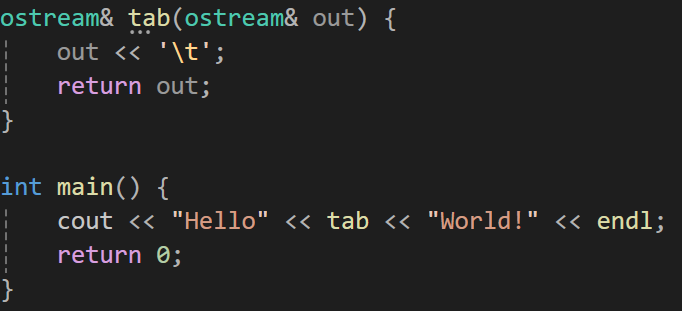 ostream& tab(ostream& out) {
    out << '\t';
    return out;
}

int main() {
    cout << "Hello" << tab << "World!" << endl;
    return 0;
}